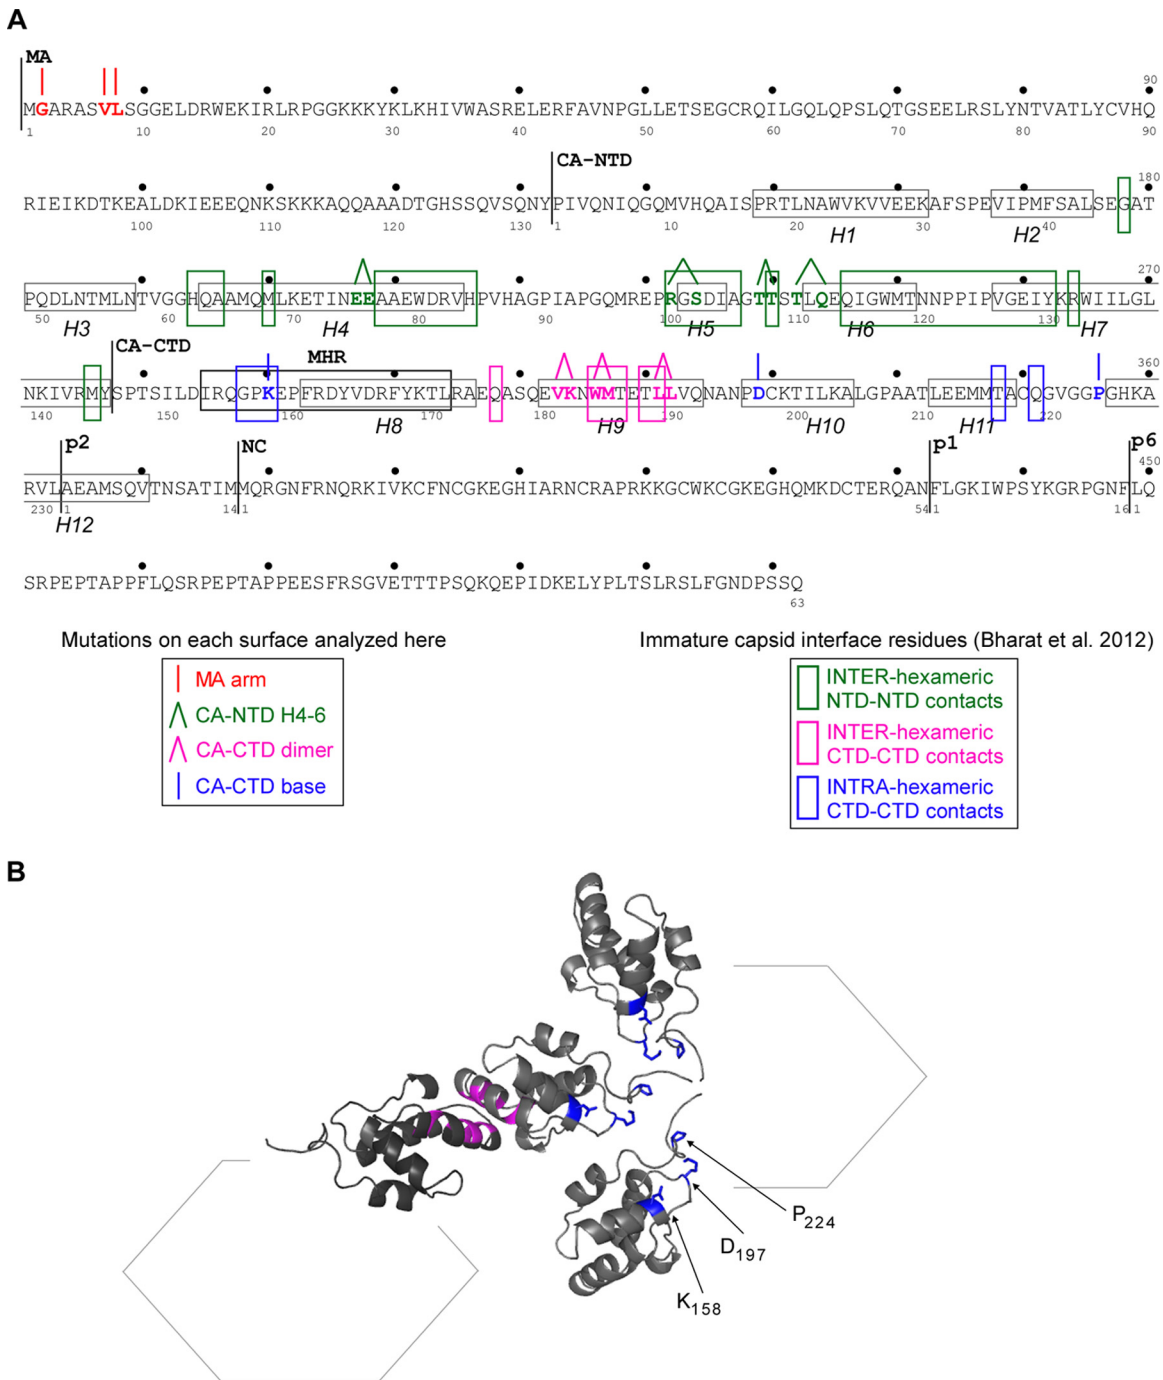 A
MA
90
MGARASVLSGGELDRWEKIRLRPGGKKKYKLKHIVWASRELERFAVNPGLLETSEGCRQILGQLQPSLQTGSEELRSLYNTVATLYCVHQ
1 10 20 30 40 50 60 70 80 90
CA-NTD
180
RIEIKDTKEALDKIEEEQNKSKKKAQQAAADTGHSSQVSQNYPIVQNIQGQMVHQAISPRTLNAWVKVVEEKAFSPEVIPMFSALSEGAT
100 110 120 130 1 10 20 H1 30 H2 40
270
PQDLNTMLNTVGGHQAAMQMLKETINEEAAEWDRVHPVHAGPIAPGQMREPRGSDIAGTTSTLQEQIGWMTNNPPIPVGEIYKRWIILGL
50 H3 60 70 H4 80 90 100 H5 110 H6 120 130 H7
CA-CTD MHR
360
NKIVRMYSPTSILDIRQGPKEPFRDYVDRFYKTLRAEQASQEVKNWMTETLLVQNANPDCKTILKALGPAATLEEMMTACQGVGGPGHKA
140 150 160 H8 170 180 H9 190 200 H10 210 H11 220
p2 NC p1 p6
450
RVLAEAMSQVTNSATIMMQRGNFRNQRKIVKCFNCGKEGHIARNCRAPRKKGCWKCGKEGHQMKDCTERQANFLGKIWPSYKGRPGNFLQ
230 1 H12 14 1 54 1 16 1
SRPEPTAPPFLQSRPEPTAPPEESFRSGVETTTPSQKQEPIDKELYPLTSLRSLFGNDPSSQ
63
Mutations on each surface analyzed here
MA arm
CA-NTD H4-6
CA-CTD dimer
CA-CTD base
Immature capsid interface residues (Bharat et al. 2012)
INTER-hexameric
NTD-NTD contacts
INTER-hexameric
CTD-CTD contacts
INTRA-hexameric
CTD-CTD contacts
B
P224
D197
K158